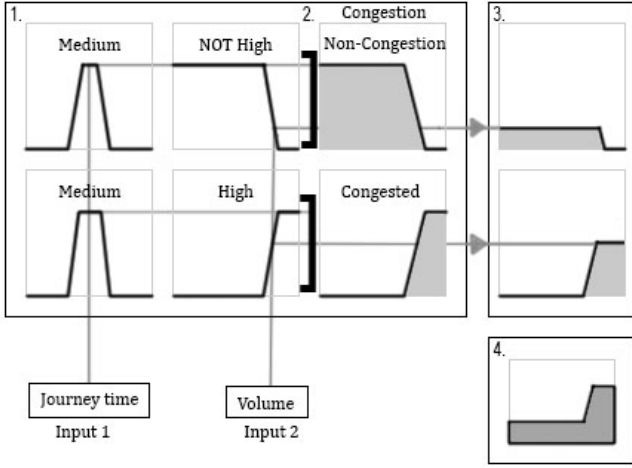 1.
2.
Congestion
3.
Medium
NOT High
Non-Congestion
Medium
High
Congested
4.
Journey time
Volume
Input 1
Input 2